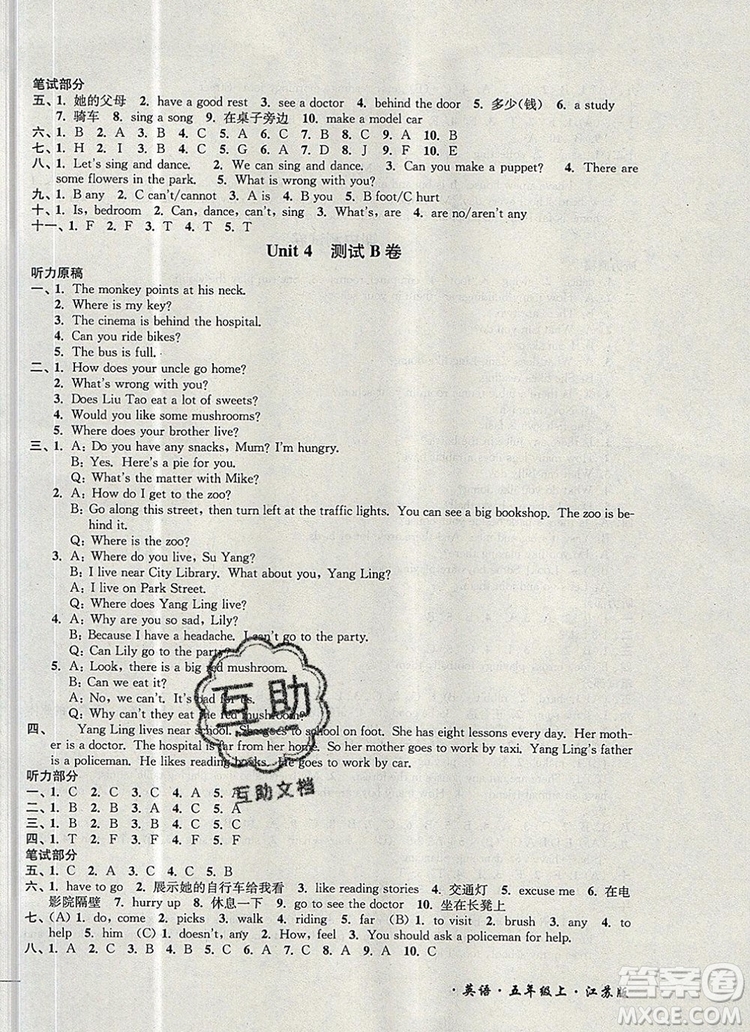 笔试部分
五、1. 她的父母 2. have a good rest 3. see a doctor 4. behind the door 5. 多少(钱) 6. a study
7. 骑车 8. sing a song 9. 在桌子旁边 10. make a model car
六、1. B 2. A 3. B 4. C 5. A 6. B 7. C 8. C 9. A 10. B
七、1. H 2. I 3. B 4. C 5. G 6. A 7. D 8. J 9. F 10. E
八、1. Let's sing and dance. 2. We can sing and dance. 3. Can you make a puppet? 4. There are
some flowers in the park. 5. What is wrong with you?
九、1. B any 2. C can't/cannot 3. A is 4. B foot/C hurt
十、1. Is, bedroom 2. Can, dance, can't, sing 3. What's, are 4. are no/aren't any
十一、1. F 2. F 3. T 4. T 5. T
Unit 4 测试 B 卷
听力原稿
一、1. The monkey points at his neck.
2. Where is my key?
3. The cinema is behind the hospital.
4. Can you ride bikes?
5. The bus is full.
二、1. How does your uncle go home?
2. What's wrong with you?
3. Does Liu Tao eat a lot of sweets?
4. Would you like some mushrooms?
5. Where does your brother live?
三、1. A: Do you have any snacks, Mum? I'm hungry.
B: Yes. Here's a pie for you.
Q: What's the matter with Mike?
2. A: How do I get to the zoo?
B: Go along this street, then turn left at the traffic lights. You can see a big bookshop. The zoo is be-
hind it.
Q: Where's the zoo?
3. A: Where do you live, Su Yang?
B: I live near City Library. What about you, Yang Ling?
A: I live on Park Street.
Q: Where does Yang Ling live?
4. A: Why are you so sad, Lily?
B: Because I have a headache. I can't go to the party.
Q: Can Lily go to the party?
5. A: Look, there is a big red mushroom.
B: Can we eat it?
A: No, we can't. It's bad
Q: Why can't they eat the red mushroom?
四、 Yang Ling lives near school. She goes to school on foot. She has eight lessons every day. Her moth-
er is a doctor. The hospital is far from her home. So her mother goes to work by taxi. Yang Ling's father
is a policeman. He likes reading books.
听力部分
一、1. C 2. C 3. C 4. A 5. A
二、1. B 2. B 3. A 4. A 5. C
三、1. B 2. B 3. B 4. C 5. C
四、1. T 2. F 3. F 4. F 5. F
笔试部分
五、1. C 2. A 3. B 4. C 5. A
六、1. have to go 2. 展示她的自行车给我看 3. like reading stories 4. 交通灯 5. excuse me 6. 在电
影院隔壁 7. hurry up 8. 休息一下 9. go to see the doctor 10. 坐在长凳上
七、(A) 1. do, come 2. picks 3. walk 4. riding 5. far (B) 1. to visit 2. brush 3. any 4. to
help 5. him (C) 1. doesn't, any 2. How, feel 3. You should ask a policeman for help.
八、1. C 2. C 3. A 4. C 5. B 6. B 7. A 8. C 9. A 10. C
·英语·五年级上·江苏版
互助
互助文档
答案圈
MXQE.COM